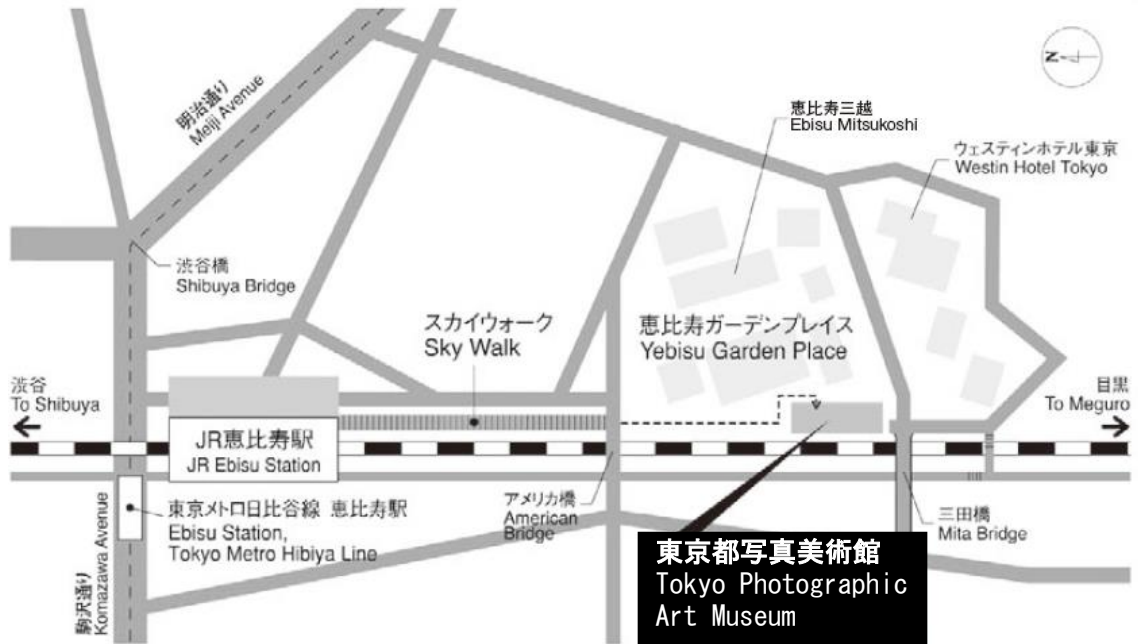 明治通り
Meiji Avenue
N
恵比寿三越
Ebisu Mitsukoshi
ウェスティンホテル東京
Westin Hotel Tokyo
渋谷橋
Shibuya Bridge
スカイウォーク
Sky Walk
恵比寿ガーデンプレイス
Yebisu Garden Place
渋谷
To Shibuya
目黒
To Meguro
JR恵比寿駅
JR Ebisu Station
東京メトロ日比谷線 恵比寿駅
Ebisu Station,
Tokyo Metro Hibiya Line
アメリカ橋
American
Bridge
三田橋
Mita Bridge
駒沢通り
Komazawa Avenue
東京都写真美術館
Tokyo Photographic
Art Museum